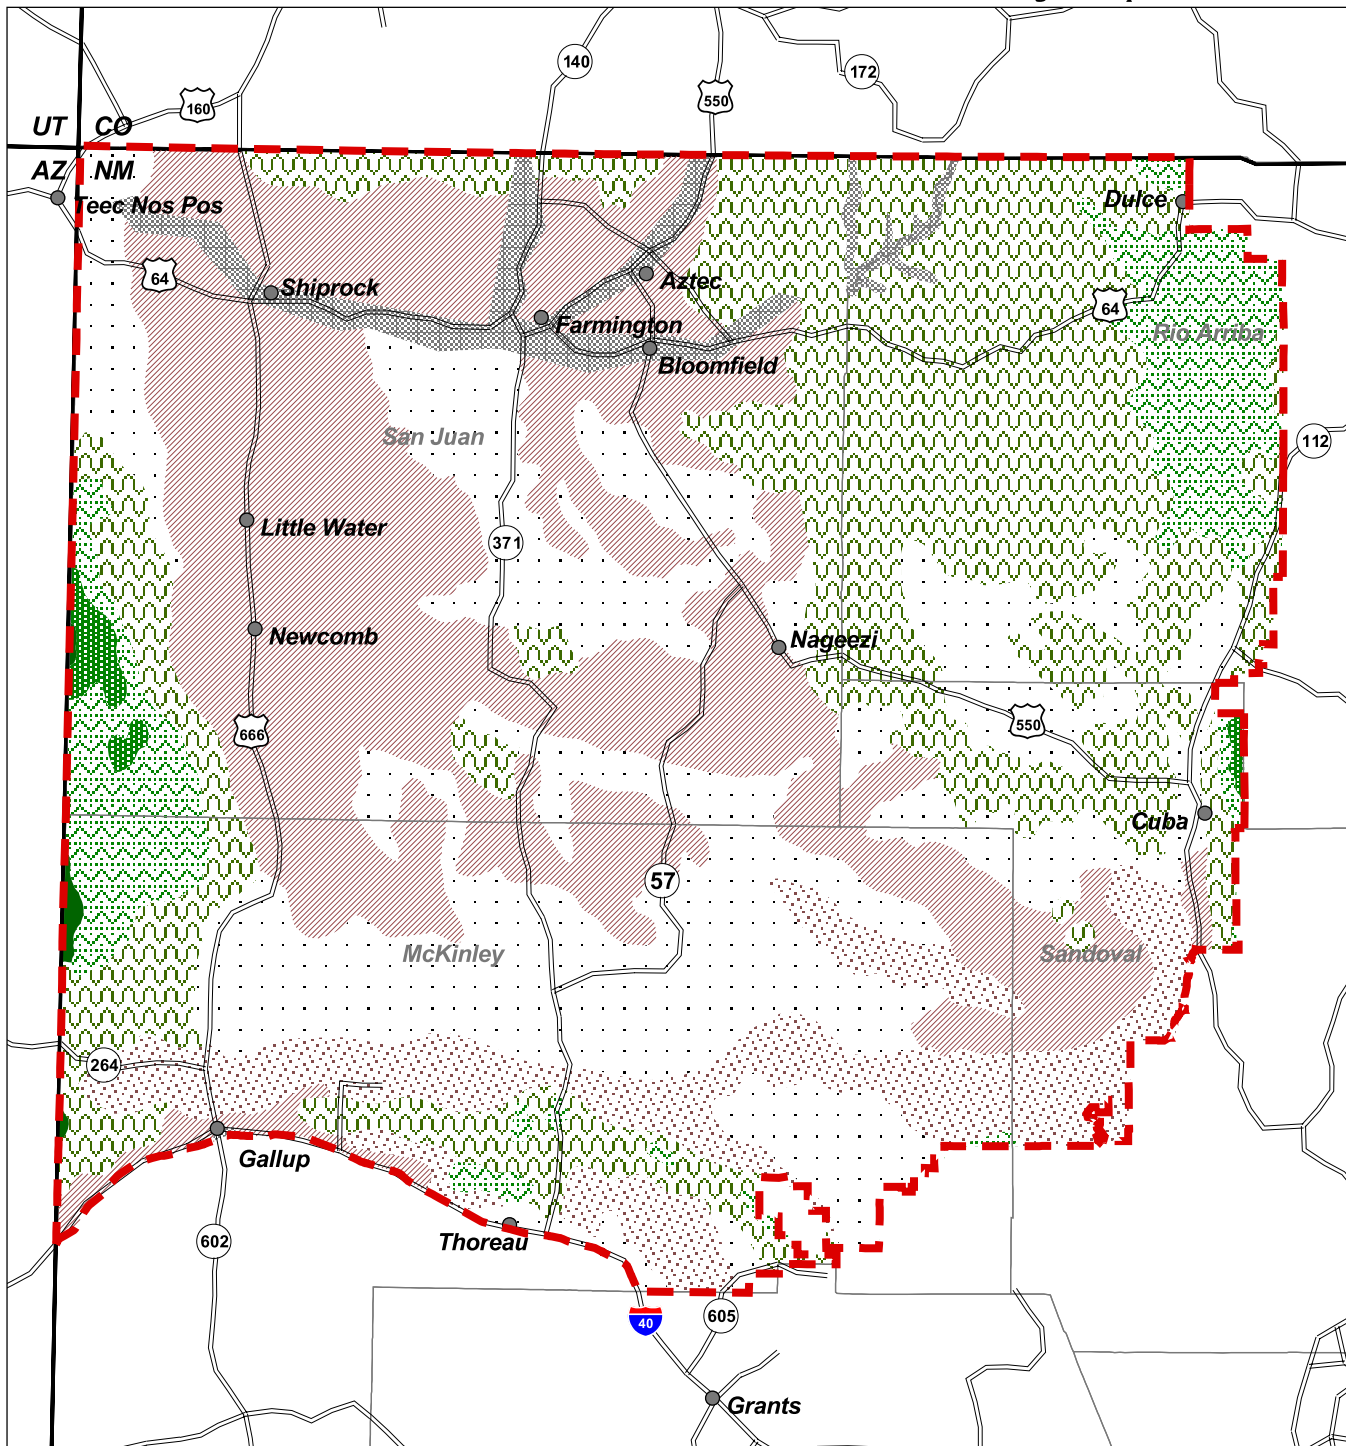 140
172
160
550
UT CO
AZ NM
Teec Nos Pos
Dulce
64
Shiprock
Aztec
64
Farmington
Rio Arriba
Bloomfield
San Juan
112
Little Water
371
Newcomb
Nageezi
666
550
Cuba
57
McKinley
Sandoval
264
Gallup
602
Thoreau
40
605
Grants